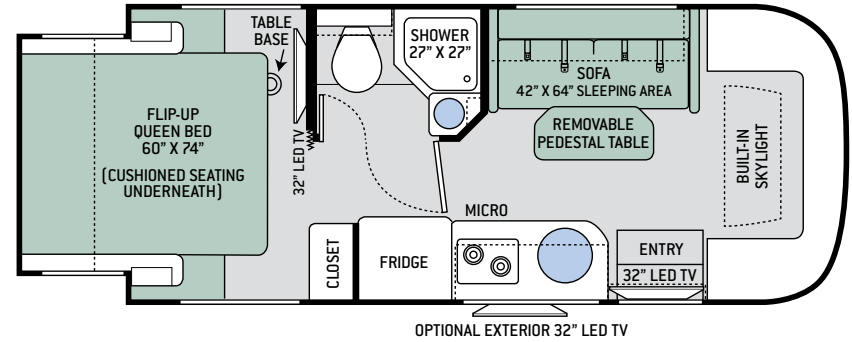 TABLE
BASE
FLIP-UP
QUEEN BED
60” X 74”
(CUSHIONED SEATING
UNDERNEATH)
32” LED TV
SHOWER
27” X 27”
SOFA
42” X 64” SLEEPING AREA
REMOVABLE
PEDESTAL TABLE
BUILT-IN
SKYLIGHT
MICRO
CLOSET
FRIDGE
ENTRY
32” LED TV
OPTIONAL EXTERIOR 32” LED TV